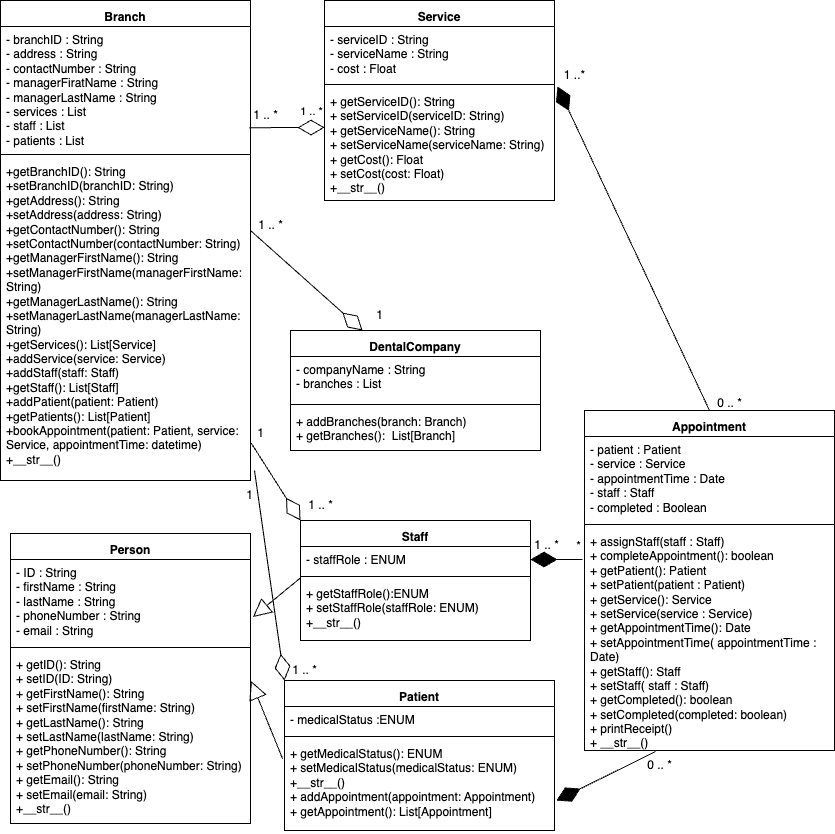 Branch
- branchID : String
- address : String
- contactNumber : String
- managerFiratName : String
- managerLastName : String
- services : List
- staff : List
- patients : List
+getBranchID(): String
+setBranchID(branchID: String)
+getAddress(): String
+setAddress(address: String)
+getContactNumber(): String
+setContactNumber(contactNumber: String)
+getManagerFirstName(): String
+setManagerFirstName(managerFirstName:
String)
+getManagerLastName(): String
+setManagerLastName(managerLastName:
String)
+getServices(): List[Service]
+addService(service: Service)
+addStaff(staff: Staff)
+getStaff(): List[Staff]
+addPatient(patient: Patient)
+getPatients(): List[Patient]
+bookAppointment(patient: Patient, service:
Service, appointmentTime: datetime)
+__str__()
1 .. *
1 .. *
Service
- serviceID : String
- serviceName : String
- cost : Float
+ getServiceID(): String
+ setServiceID(serviceID: String)
+ getServiceName(): String
+ setServiceName(serviceName: String)
+ getCost(): Float
+ setCost(cost: Float)
+__str__()
1 ..*
0 .. *
1 .. *
1
DentalCompany
- companyName : String
- branches : List
+ addBranches(branch: Branch)
+ getBranches(): List[Branch]
1
1 .. *
1
1 .. *
Staff
- staffRole : ENUM
+ getStaffRole():ENUM
+ setStaffRole(staffRole: ENUM)
+__str__()
1 .. *
*
Appointment
- patient : Patient
- service : Service
- appointmentTime : Date
- staff : Staff
- completed : Boolean
+ assignStaff(staff : Staff)
+ completeAppointment(): boolean
+ getPatient(): Patient
+ setPatient(patient : Patient)
+ getService(): Service
+ setService(service : Service)
+ getAppointmentTime(): Date
+ setAppointmentTime( appointmentTime :
Date)
+ getStaff(): Staff
+ setStaff( staff : Staff)
+ getCompleted(): boolean
+ setCompleted(completed: boolean)
+ printReceipt()
+ __str__()
0 .. *
Person
- ID : String
- firstName : String
- lastName : String
- phoneNumber : String
- email : String
+ getID(): String
+ setID(ID: String)
+ getFirstName(): String
+ setFirstName(firstName: String)
+ getLastName(): String
+ setLastName(lastName: String)
+ getPhoneNumber(): String
+ setPhoneNumber(phoneNumber: String)
+ getEmail(): String
+ setEmail(email: String)
+__str__()
Patient
- medicalStatus :ENUM
+ getMedicalStatus(): ENUM
+ setMedicalStatus(medicalStatus: ENUM)
+__str__()
+ addAppointment(appointment: Appointment)
+ getAppointment(): List[Appointment]